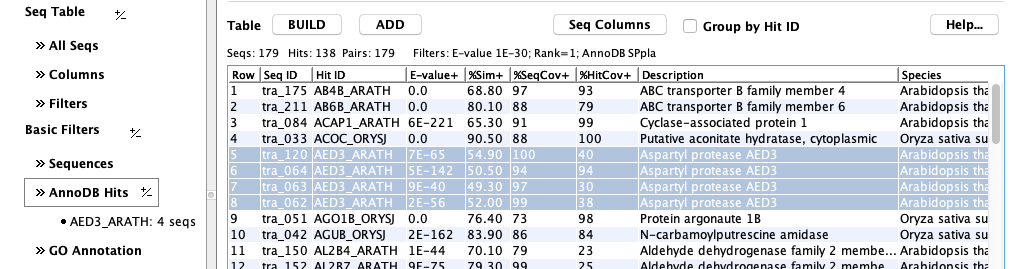 Seq Table +/-
» All Seqs
» Columns
» Filters
Basic Filters +/-
» Sequences
» AnnoDB Hits +/-
• AED3_ARATH: 4 seqs
» GO Annotation
Table BUILD ADD Seq Columns Group by Hit ID Help...
Seqs: 179 Hits: 138 Pairs: 179 Filters: E-value 1E-30; Rank=1; AnnoDB SPpla
Row Seq ID Hit ID E-value+ %Sim+ %SeqCov+ %HitCov+ Description Species
1 tra_175 AB4B_ARATH 0.0 68.80 97 93 ABC transporter B family member 4 Arabidopsis tha
2 tra_211 AB6B_ARATH 0.0 80.10 88 79 ABC transporter B family member 6 Arabidopsis tha
3 tra_084 ACAP1_ARATH 6E-221 65.30 91 99 Cyclase-associated protein 1 Arabidopsis tha
4 tra_033 ACOC_ORYSJ 0.0 90.50 88 100 Putative aconitate hydratase, cytoplasmic Oryza sativa su
5 tra_120 AED3_ARATH 7E-65 54.90 100 40 Aspartyl protease AED3 Arabidopsis tha
6 tra_064 AED3_ARATH 5E-142 50.50 94 94 Aspartyl protease AED3 Arabidopsis tha
7 tra_063 AED3_ARATH 9E-40 49.30 97 30 Aspartyl protease AED3 Arabidopsis tha
8 tra_062 AED3_ARATH 2E-56 52.00 99 38 Aspartyl protease AED3 Arabidopsis tha
9 tra_051 AGO1B_ORYSJ 0.0 76.40 73 98 Protein argonaute 1B Oryza sativa su
10 tra_042 AGUB_ORYSJ 2E-162 83.90 86 84 N-carbamoylputrescine amidase Oryza sativa su
11 tra_150 AL2B4_ARATH 1E-44 70.10 79 23 Aldehyde dehydrogenase family 2 membe... Arabidopsis tha
12 tra_152 AL2B7_ARATH 9E-75 79.30 99 25 Aldehyde dehydrogenase family 2 membe... Arabidopsis tha